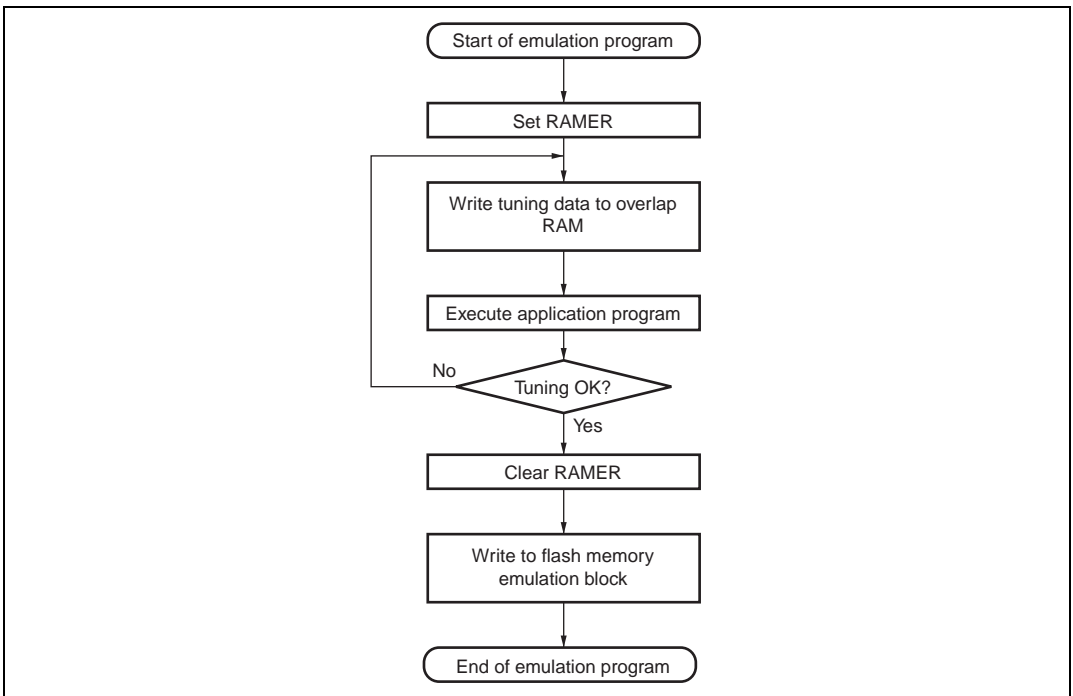 Start of emulation program
Set RAMER
Write tuning data to overlap
RAM
Execute application program
No
Tuning OK?
Yes
Clear RAMER
Write to flash memory
emulation block
End of emulation program